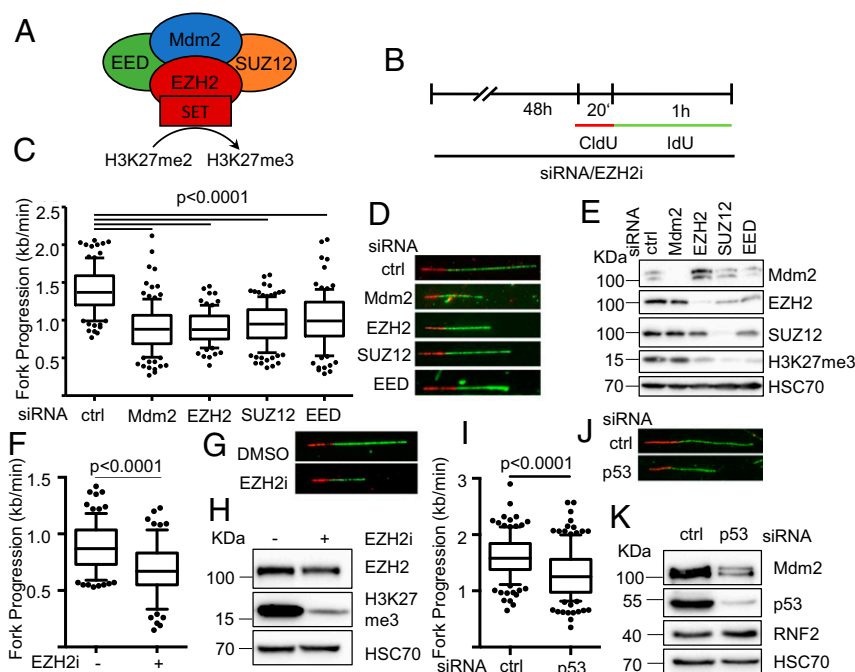 A
Mdm2
EED
SUZ12
EZH2
SET
H3K27me2 H3K27me3
B
48h 20' 1h
CldU IdU
siRNA/EZH2i
C
p<0.0001
Fork Progression (kb/min)
2.5
2.0
1.5
1.0
0.5
siRNA ctrl Mdm2 EZH2 SUZ12 EED
D
siRNA
ctrl
Mdm2
EZH2
SUZ12
EED
E
siRNA ctrl Mdm2 EZH2 SUZ12 EED
KDa
100 Mdm2
100 EZH2
100 SUZ12
15 H3K27me3
70 HSC70
F
p<0.0001
Fork Progression (kb/min)
1.5
1.0
0.5
EZH2i - +
G
DMSO
EZH2i
H
KDa - + EZH2i
100 EZH2
15 H3K27
me3
70 HSC70
I
p<0.0001
Fork Progression (kb/min)
3
2
1
siRNA ctrl p53
J
siRNA
ctrl
p53
K
ctrl p53 siRNA
KDa
100 Mdm2
55 p53
40 RNF2
70 HSC70